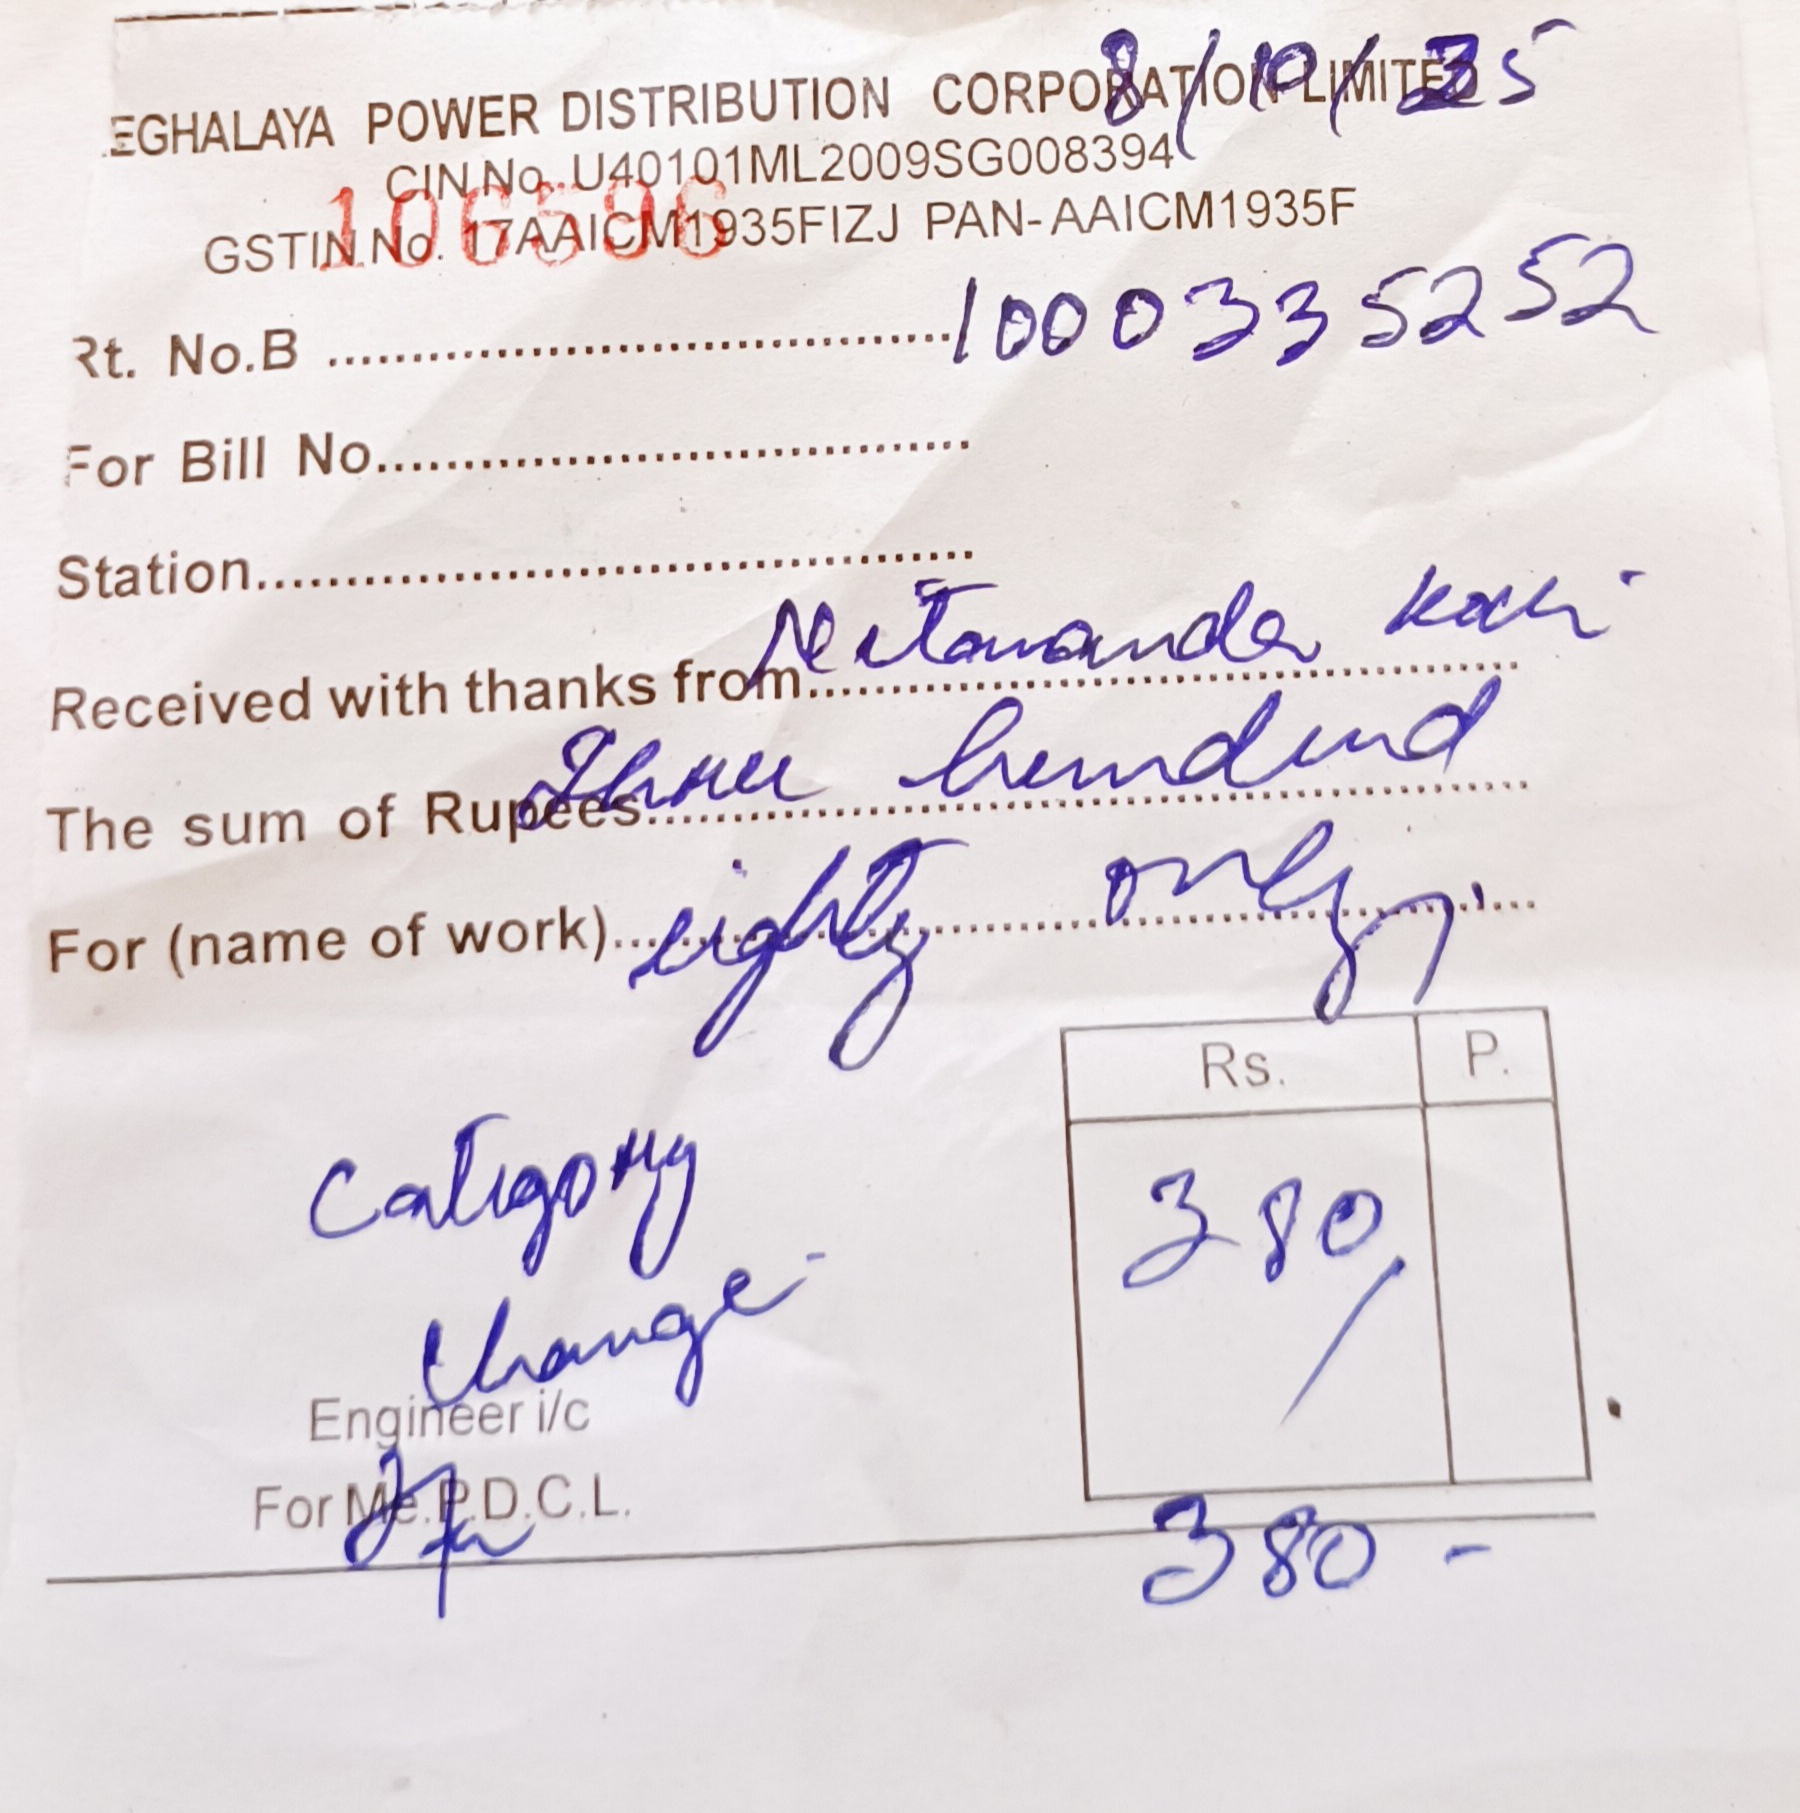 8/10/25
EGHALAYA POWER DISTRIBUTION CORPORATION LIMITED
CIN No. U40101ML2009SG008394
106596
GSTIN No. 17AAICM1935FIZJ PAN- AAICM1935F
Rt. No.B ........ 1000335252
For Bill No........
Station........
Received with thanks from........
The sum of Rupees........ Three hundred
For (name of work)........ eighty only
Rs. P.
Category 380/
change
Engineer i/c
For Me.P.D.C.L.
380 -